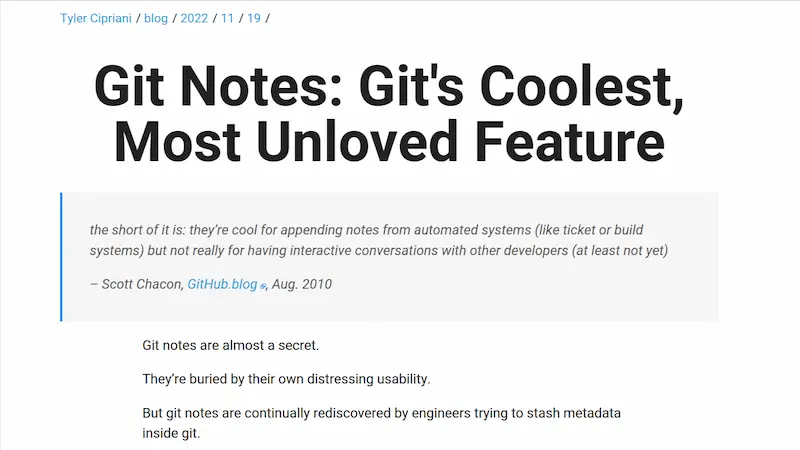 Tyler Cipriani / blog / 2022 / 11 / 19 /
Git Notes: Git's Coolest,
Most Unloved Feature
the short of it is: they’re cool for appending notes from automated systems (like ticket or build
systems) but not really for having interactive conversations with other developers (at least not yet)
– Scott Chacon, GitHub.blog, Aug. 2010
Git notes are almost a secret.
They’re buried by their own distressing usability.
But git notes are continually rediscovered by engineers trying to stash metadata
inside git.